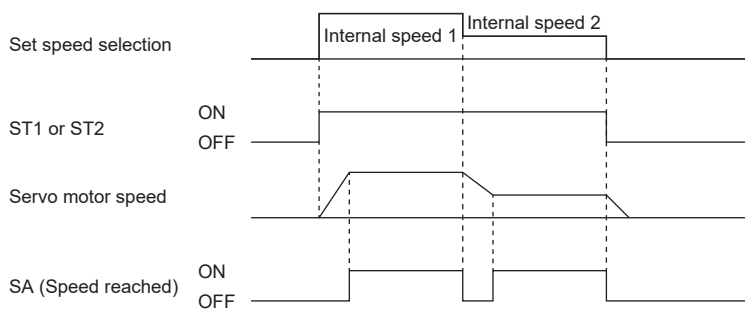 Set speed selection
Internal speed 1
Internal speed 2
ST1 or ST2
ON
OFF
Servo motor speed
SA (Speed reached)
ON
OFF